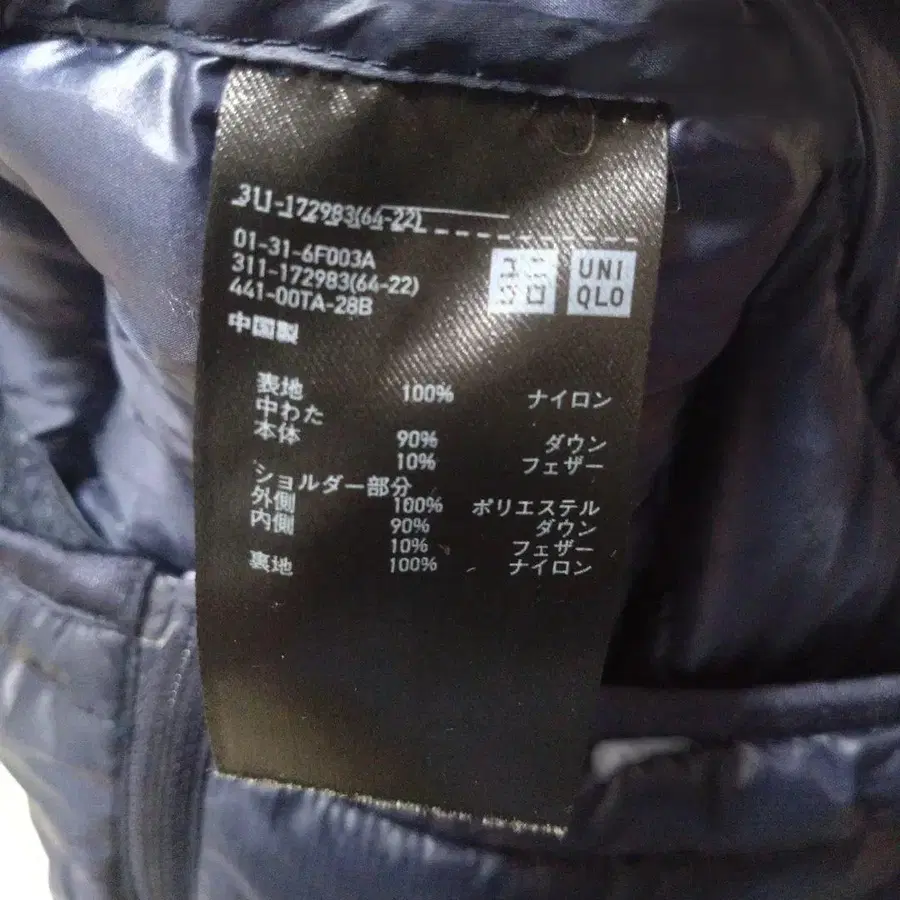 311-172983(64-22)
01-31-6F003A
311-172983(64-22)
441-00TA-28B
中国製
ユニ UNI
クロ QLO
表地 100% ナイロン
中わた
本体 90% ダウン
10% フェザー
ショルダー部分
外側 100% ポリエステル
内側 90% ダウン
10% フェザー
裏地 100% ナイロン